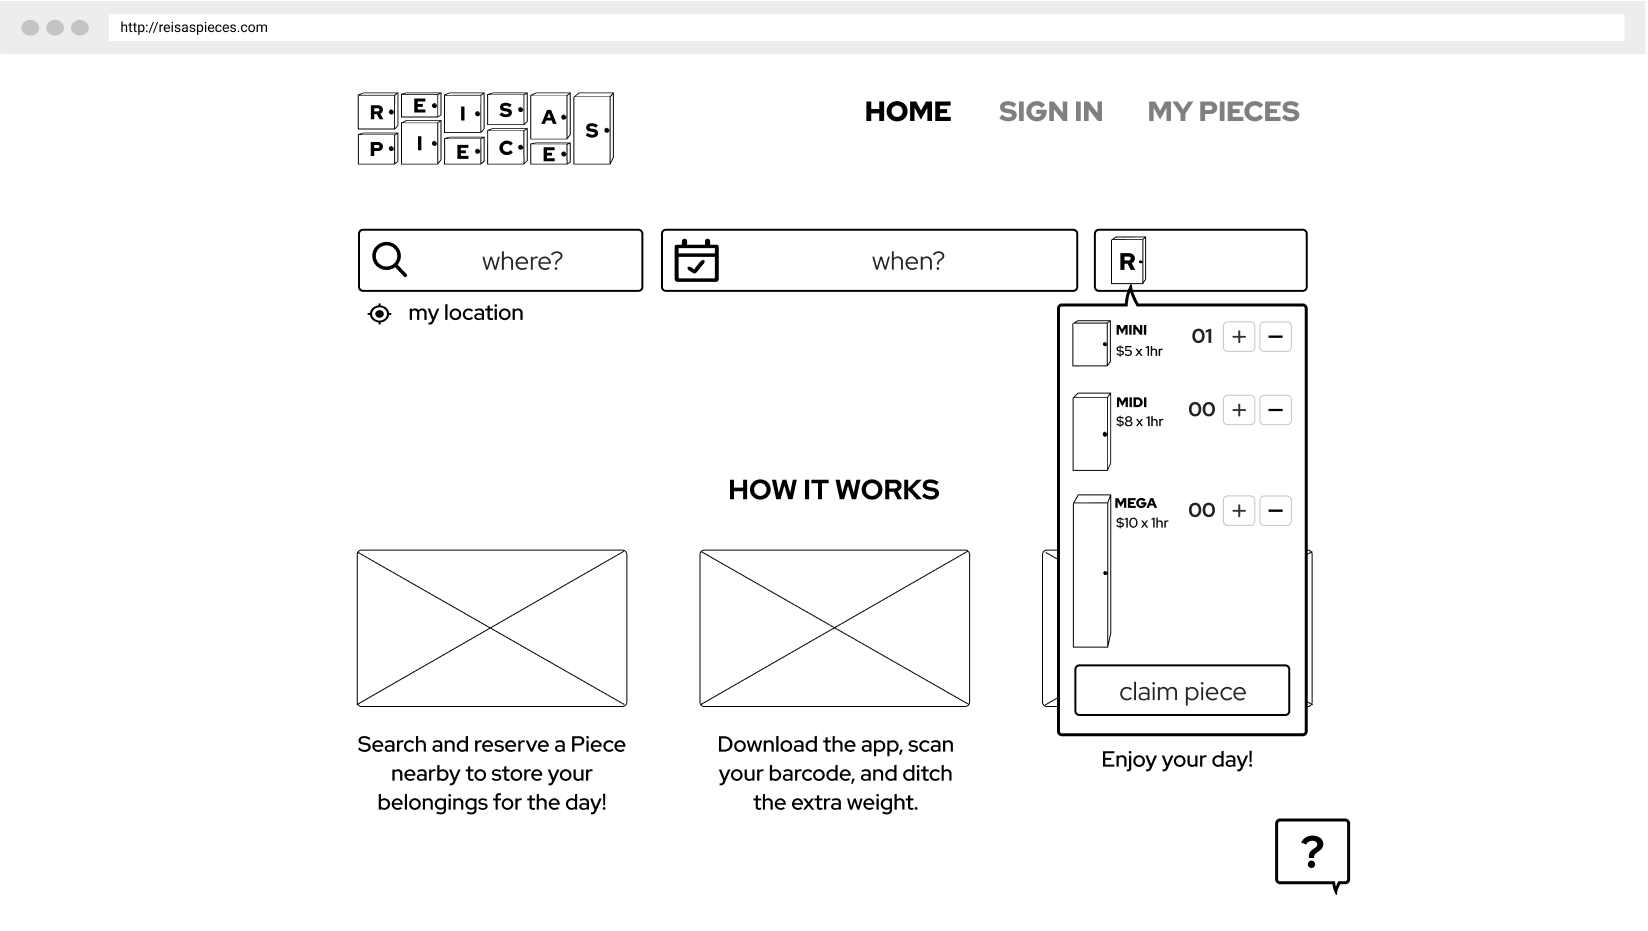 http://reisaspieces.com
REISAS
PIECE
HOME SIGN IN MY PIECES
where?
when?
R
my location
MINI
$5 x 1hr
01 + −
MIDI
$8 x 1hr
00 + −
MEGA
$10 x 1hr
00 + −
claim piece
HOW IT WORKS
Search and reserve a Piece
nearby to store your
belongings for the day!
Download the app, scan
your barcode, and ditch
the extra weight.
Enjoy your day!
?